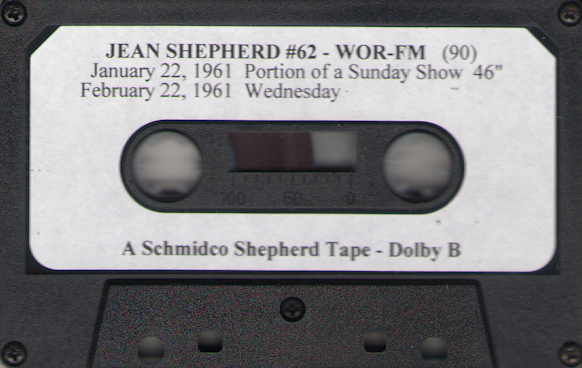 JEAN SHEPHERD #62 - WOR-FM (90)
January 22, 1961 Portion of a Sunday Show 46"
February 22, 1961 Wednesday
100 50 0
A Schmidco Shepherd Tape - Dolby B